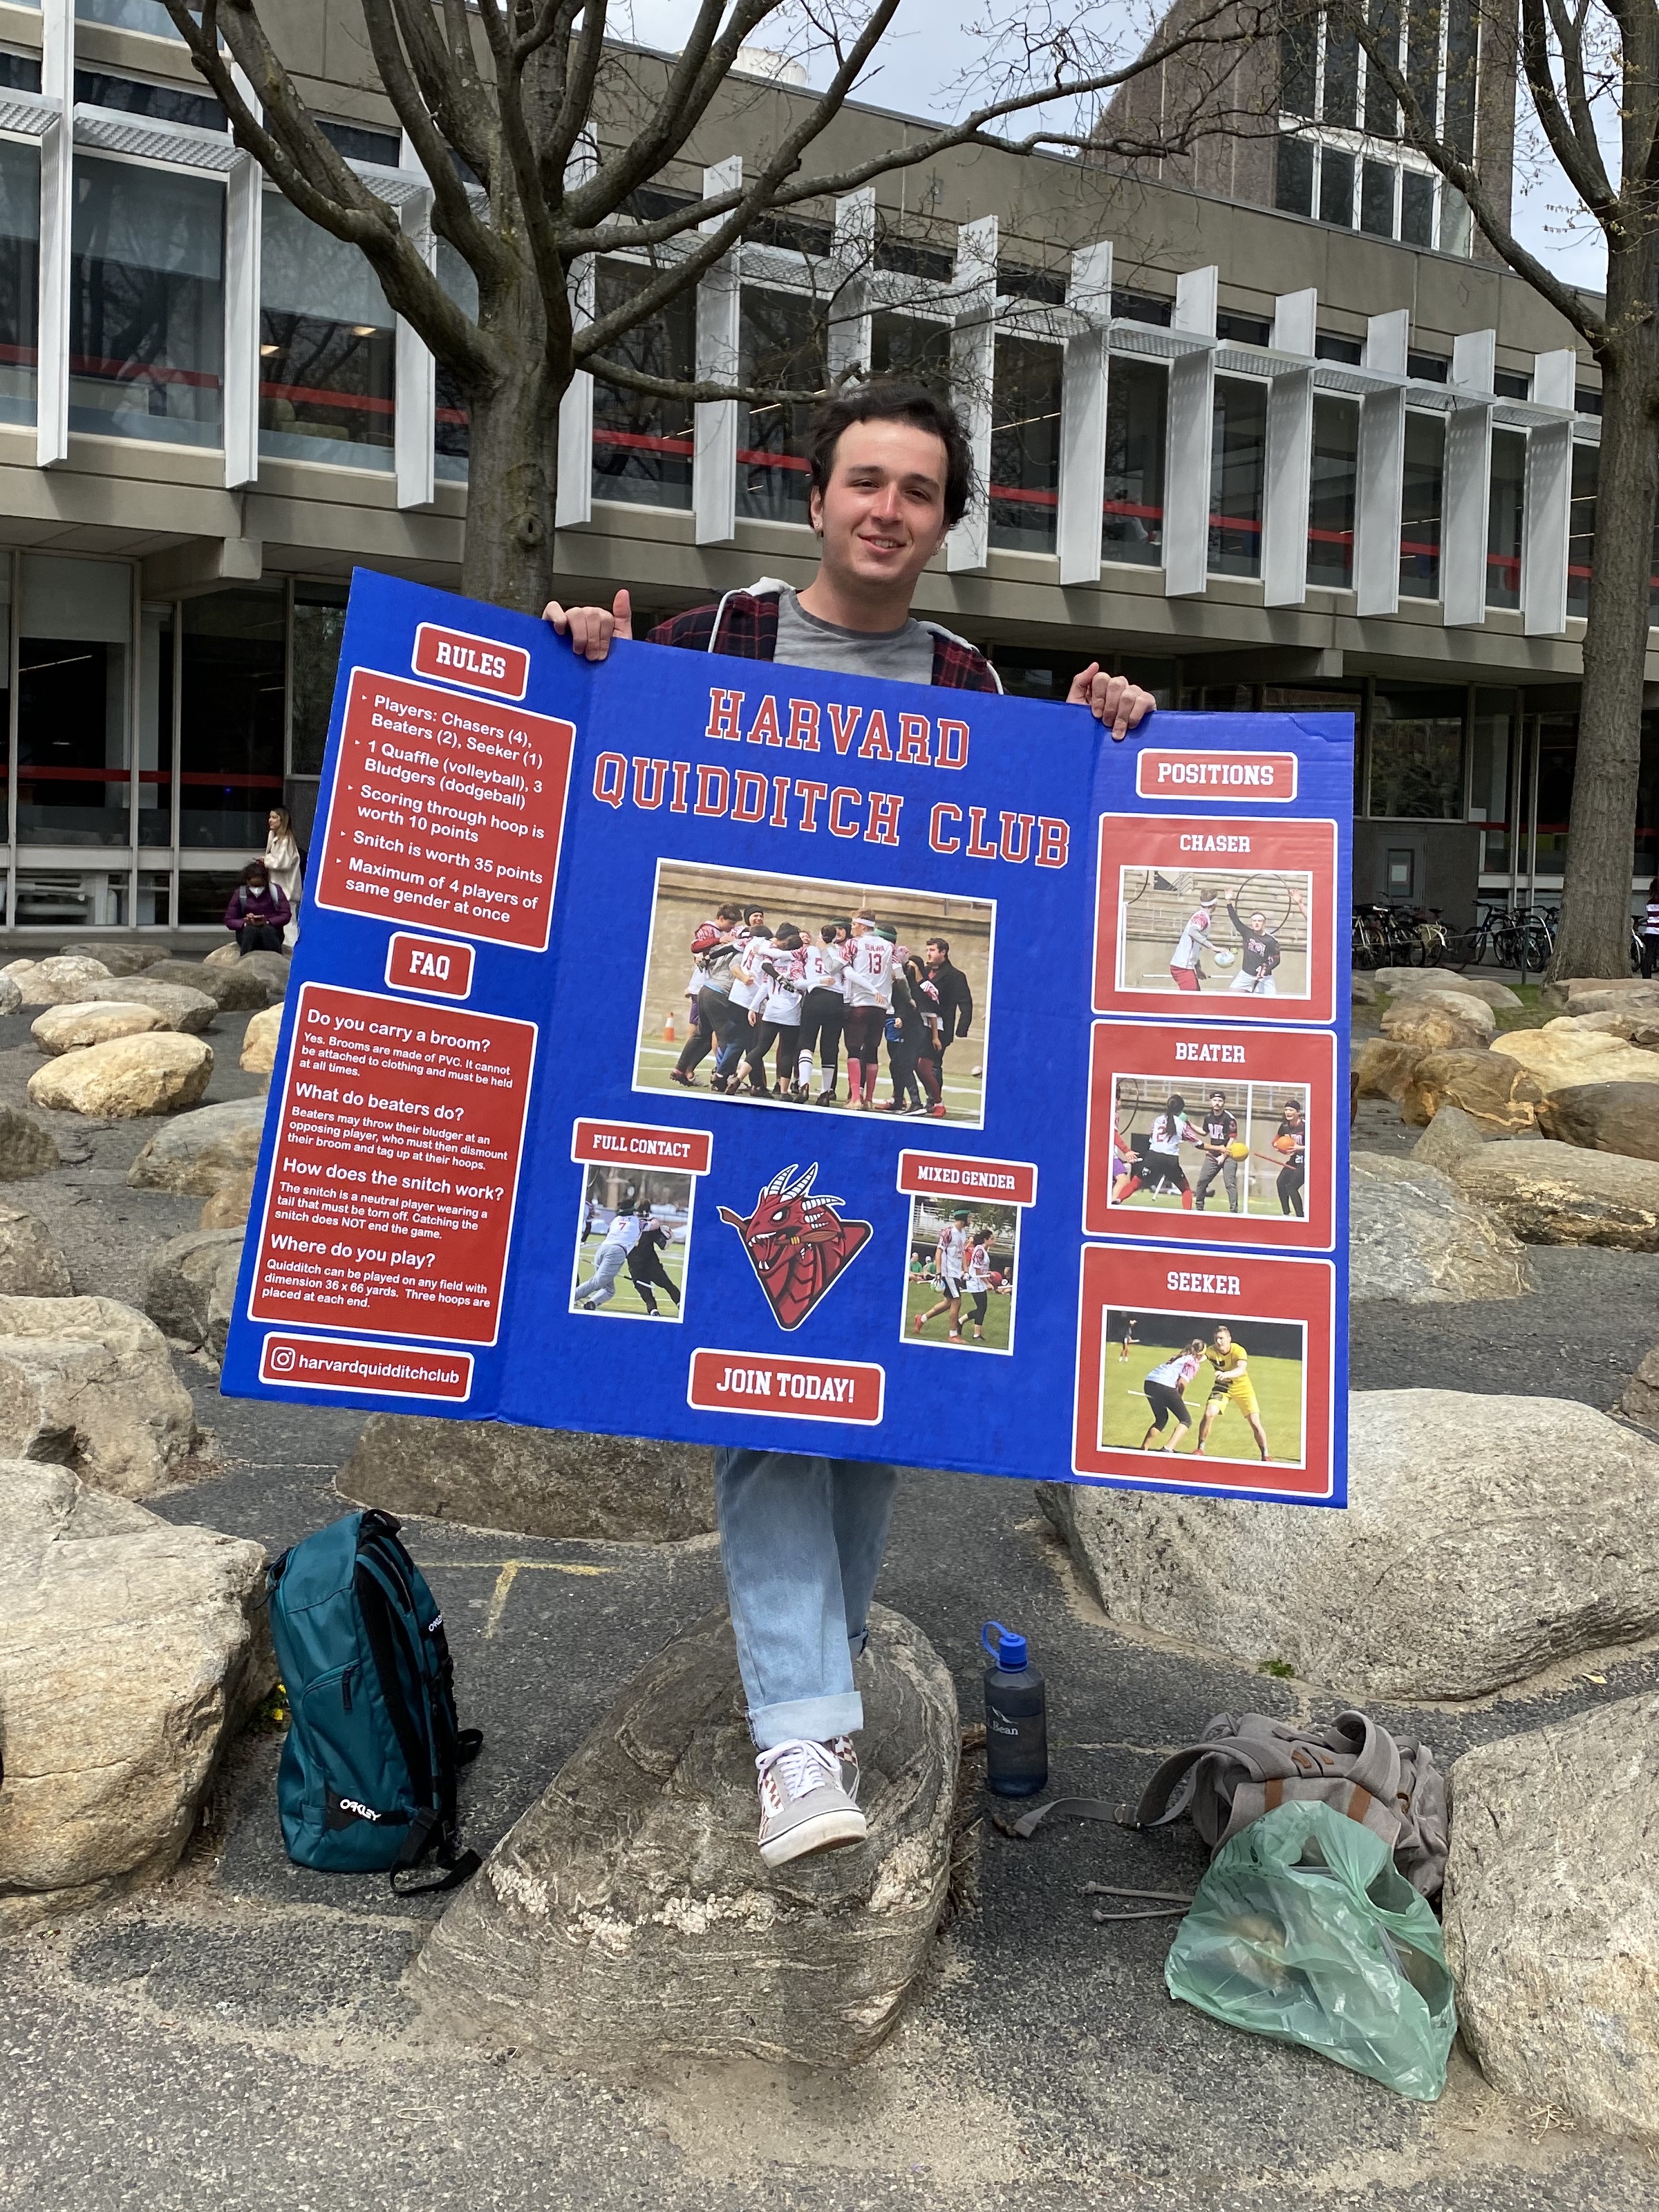 RULES
‣ Players: Chasers (4),
Beaters (2), Seeker (1)
‣ 1 Quaffle (volleyball), 3
Bludgers (dodgeball)
‣ Scoring through hoop is
worth 10 points
‣ Snitch is worth 35 points
‣ Maximum of 4 players of
same gender at once
FAQ
Do you carry a broom?
Yes. Brooms are made of PVC. It cannot
be attached to clothing and must be held
at all times.
What do beaters do?
Beaters may throw their bludger at an
opposing player, who must then dismount
their broom and tag up at their hoops.
How does the snitch work?
The snitch is a neutral player wearing a
tail that must be torn off. Catching the
snitch does NOT end the game.
Where do you play?
Quidditch can be played on any field with
dimension 36 x 66 yards. Three hoops are
placed at each end.
harvardquidditchclub
HARVARD
QUIDDITCH CLUB
5
13
FULL CONTACT
7
MIXED GENDER
JOIN TODAY!
POSITIONS
CHASER
BEATER
2
SEEKER
OAKLEY
OAKLEY
Bean